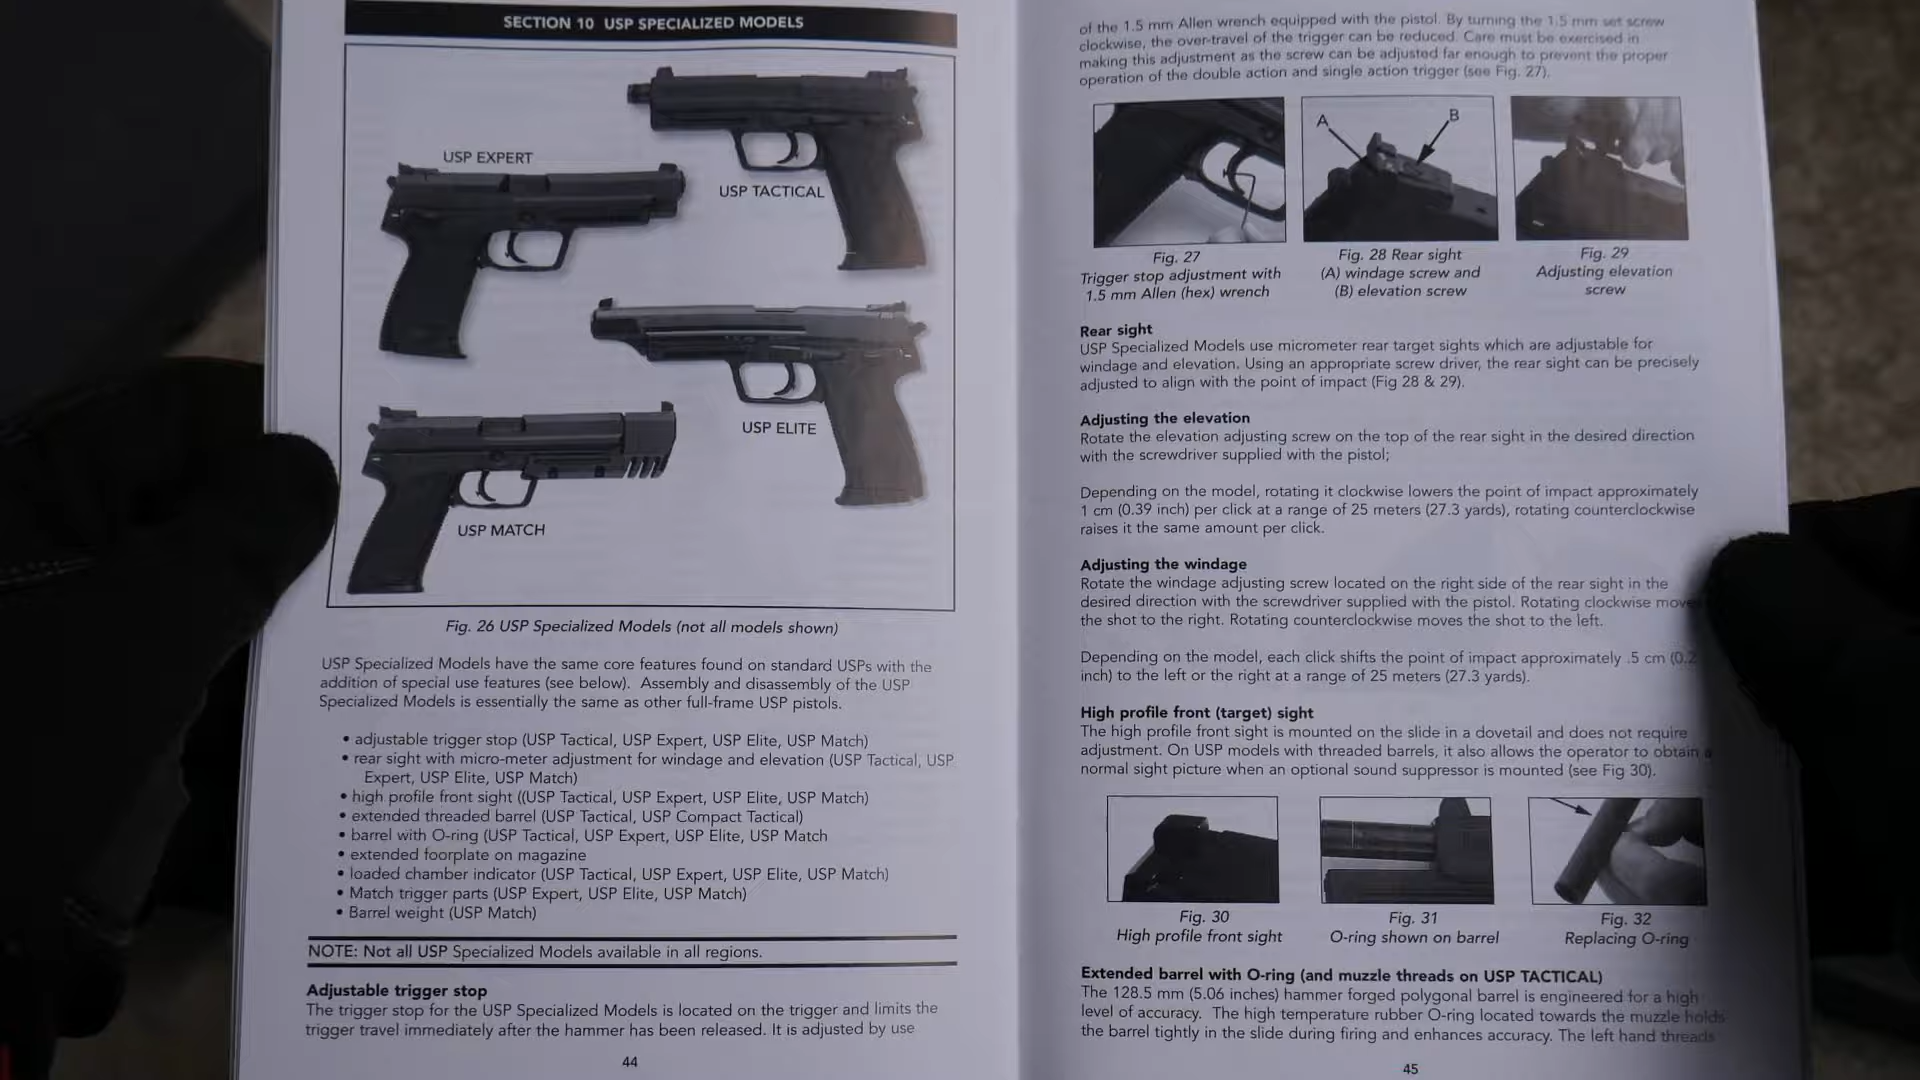 SECTION 10 USP SPECIALIZED MODELS
USP EXPERT
USP TACTICAL
USP ELITE
USP MATCH
Fig. 26 USP Specialized Models (not all models shown)
USP Specialized Models have the same core features found on standard USPs with the
addition of special use features (see below). Assembly and disassembly of the USP
Specialized Models is essentially the same as other full-frame USP pistols.
• adjustable trigger stop (USP Tactical, USP Expert, USP Elite, USP Match)
• rear sight with micro-meter adjustment for windage and elevation (USP Tactical, USP
Expert, USP Elite, USP Match)
• high profile front sight ((USP Tactical, USP Expert, USP Elite, USP Match)
• extended threaded barrel (USP Tactical, USP Compact Tactical)
• barrel with O-ring (USP Tactical, USP Expert, USP Elite, USP Match
• extended foorplate on magazine
• loaded chamber indicator (USP Tactical, USP Expert, USP Elite, USP Match)
• Match trigger parts (USP Expert, USP Elite, USP Match)
• Barrel weight (USP Match)
NOTE: Not all USP Specialized Models available in all regions.
Adjustable trigger stop
The trigger stop for the USP Specialized Models is located on the trigger and limits the
trigger travel immediately after the hammer has been released. It is adjusted by use
44
of the 1.5 mm Allen wrench equipped with the pistol. By turning the 1.5 mm set screw
clockwise, the over-travel of the trigger can be reduced. Care must be exercised in
making this adjustment as the screw can be adjusted far enough to prevent the proper
operation of the double action and single action trigger (see Fig. 27).
A
B
Fig. 27
Trigger stop adjustment with
1.5 mm Allen (hex) wrench
Fig. 28 Rear sight
(A) windage screw and
(B) elevation screw
Fig. 29
Adjusting elevation
screw
Rear sight
USP Specialized Models use micrometer rear target sights which are adjustable for
windage and elevation. Using an appropriate screw driver, the rear sight can be precisely
adjusted to align with the point of impact (Fig 28 & 29).
Adjusting the elevation
Rotate the elevation adjusting screw on the top of the rear sight in the desired direction
with the screwdriver supplied with the pistol;
Depending on the model, rotating it clockwise lowers the point of impact approximately
1 cm (0.39 inch) per click at a range of 25 meters (27.3 yards), rotating counterclockwise
raises it the same amount per click.
Adjusting the windage
Rotate the windage adjusting screw located on the right side of the rear sight in the
desired direction with the screwdriver supplied with the pistol. Rotating clockwise moves
the shot to the right. Rotating counterclockwise moves the shot to the left.
Depending on the model, each click shifts the point of impact approximately .5 cm (0.2
inch) to the left or the right at a range of 25 meters (27.3 yards).
High profile front (target) sight
The high profile front sight is mounted on the slide in a dovetail and does not require
adjustment. On USP models with threaded barrels, it also allows the operator to obtain a
normal sight picture when an optional sound suppressor is mounted (see Fig 30).
Fig. 30
High profile front sight
Fig. 31
O-ring shown on barrel
Fig. 32
Replacing O-ring
Extended barrel with O-ring (and muzzle threads on USP TACTICAL)
The 128.5 mm (5.06 inches) hammer forged polygonal barrel is engineered for a high
level of accuracy. The high temperature rubber O-ring located towards the muzzle holds
the barrel tightly in the slide during firing and enhances accuracy. The left hand threads
45